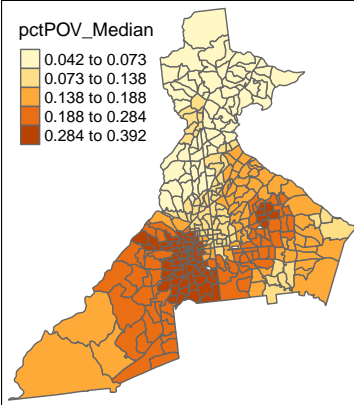 pctPOV_Median
0.042 to 0.073
0.073 to 0.138
0.138 to 0.188
0.188 to 0.284
0.284 to 0.392